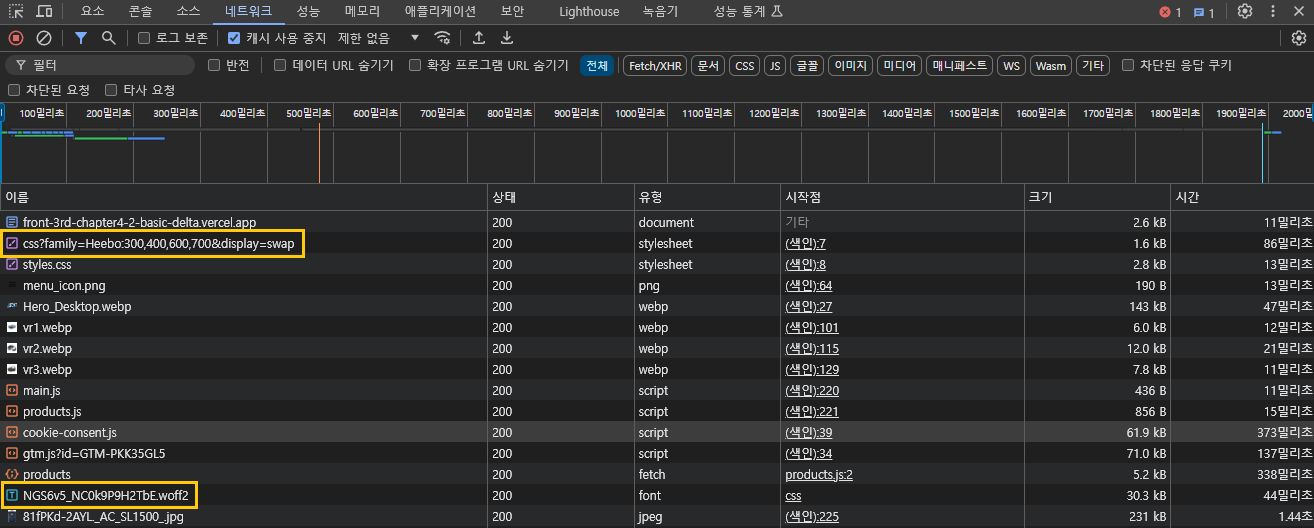 요소 콘솔 소스 네트워크 성능 메모리 애플리케이션 보안 Lighthouse 녹음기 성능 통계 1 1
로그 보존 캐시 사용 중지 제한 없음
필터 반전 데이터 URL 숨기기 확장 프로그램 URL 숨기기 전체 Fetch/XHR 문서 CSS JS 글꼴 이미지 미디어 매니페스트 WS Wasm 기타 차단된 응답 쿠키
차단된 요청 타사 요청
100밀리초 200밀리초 300밀리초 400밀리초 500밀리초 600밀리초 700밀리초 800밀리초 900밀리초 1000밀리초 1100밀리초 1200밀리초 1300밀리초 1400밀리초 1500밀리초 1600밀리초 1700밀리초 1800밀리초 1900밀리초 2000밀
이름 상태 유형 시작점 크기 시간
front-3rd-chapter4-2-basic-delta.vercel.app 200 document 기타 2.6 kB 11밀리초
css?family=Heebo:300,400,600,700&display=swap 200 stylesheet (색인):7 1.6 kB 86밀리초
styles.css 200 stylesheet (색인):8 2.8 kB 13밀리초
menu_icon.png 200 png (색인):64 190 B 13밀리초
Hero_Desktop.webp 200 webp (색인):27 143 kB 47밀리초
vr1.webp 200 webp (색인):101 6.0 kB 12밀리초
vr2.webp 200 webp (색인):115 12.0 kB 21밀리초
vr3.webp 200 webp (색인):129 7.8 kB 11밀리초
main.js 200 script (색인):220 436 B 11밀리초
products.js 200 script (색인):221 856 B 15밀리초
cookie-consent.js 200 script (색인):39 61.9 kB 373밀리초
gtm.js?id=GTM-PKK35GL5 200 script (색인):34 71.0 kB 137밀리초
products 200 fetch products.js:2 5.2 kB 338밀리초
NGS6v5_NC0k9P9H2TbE.woff2 200 font css 30.3 kB 44밀리초
81fPKd-2AYL_AC_SL1500_.jpg 200 jpeg (색인):225 231 kB 1.44초